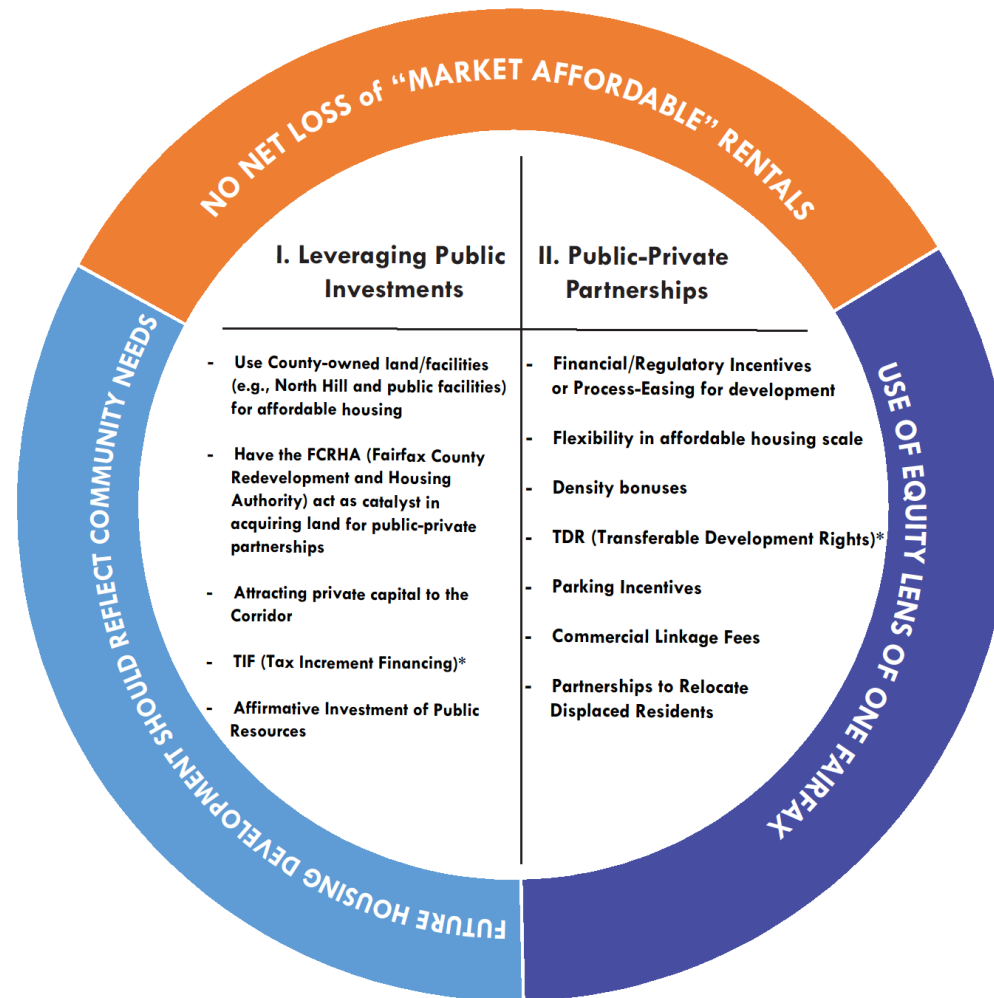 NO NET LOSS of “MARKET AFFORDABLE” RENTALS
I. Leveraging Public
Investments
- Use County-owned land/facilities
(e.g., North Hill and public facilities)
for affordable housing
- Have the FCRHA (Fairfax County
Redevelopment and Housing
Authority) act as catalyst in
acquiring land for public-private
partnerships
- Attracting private capital to the
Corridor
- TIF (Tax Increment Financing)*
- Affirmative Investment of Public
Resources
II. Public-Private
Partnerships
- Financial/Regulatory Incentives
or Process-Easing for development
- Flexibility in affordable housing scale
- Density bonuses
- TDR (Transferable Development Rights)*
- Parking Incentives
- Commercial Linkage Fees
- Partnerships to Relocate
Displaced Residents
USE OF EQUITY LENS OF ONE FAIRFAX
FUTURE HOUSING DEVELOPMENT SHOULD REFLECT COMMUNITY NEEDS